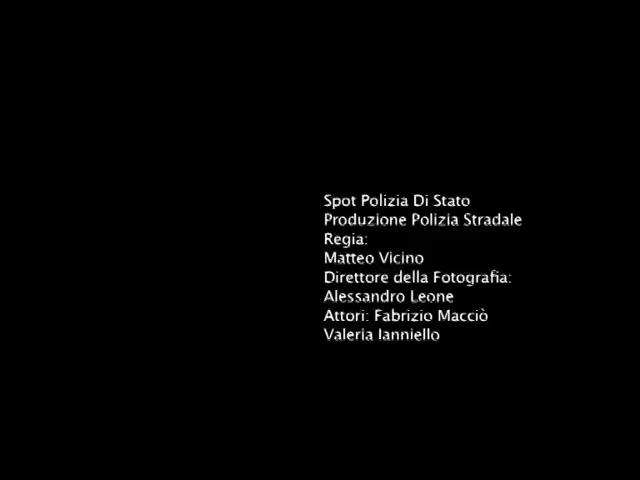 Spot Polizia Di Stato
Produzione Polizia Stradale
Regia:
Matteo Vicino
Direttore della Fotografia:
Alessandro Leone
Attori: Fabrizio Macciò
Valeria Ianniello